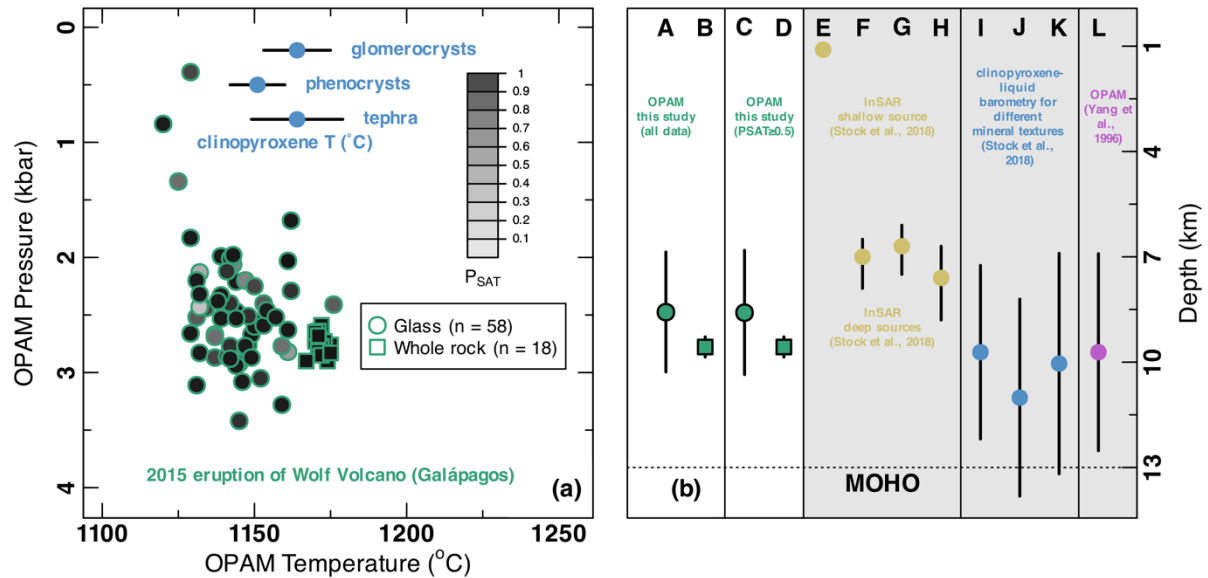 0
1
2
3
4
OPAM Pressure (kbar)
glomerocrysts
phenocrysts
tephra
clinopyroxene T (°C)
1
0.9
0.8
0.7
0.6
0.5
0.4
0.3
0.2
0.1
PSAT
Glass (n = 58)
Whole rock (n = 18)
2015 eruption of Wolf Volcano (Galápagos)
(a)
1100
1150
1200
1250
OPAM Temperature (°C)
A B C D E F G H I J K L
OPAM
this study
(all data)
OPAM
this study
(PSAT≥0.5)
InSAR
shallow source
(Stock et al., 2018)
InSAR
deep sources
(Stock et al., 2018)
clinopyroxene-
liquid
barometry for
different
mineral textures
(Stock et al.,
2018)
OPAM
(Yang et
al.,
1996)
MOHO
(b)
1
4
7
10
13
Depth (km)